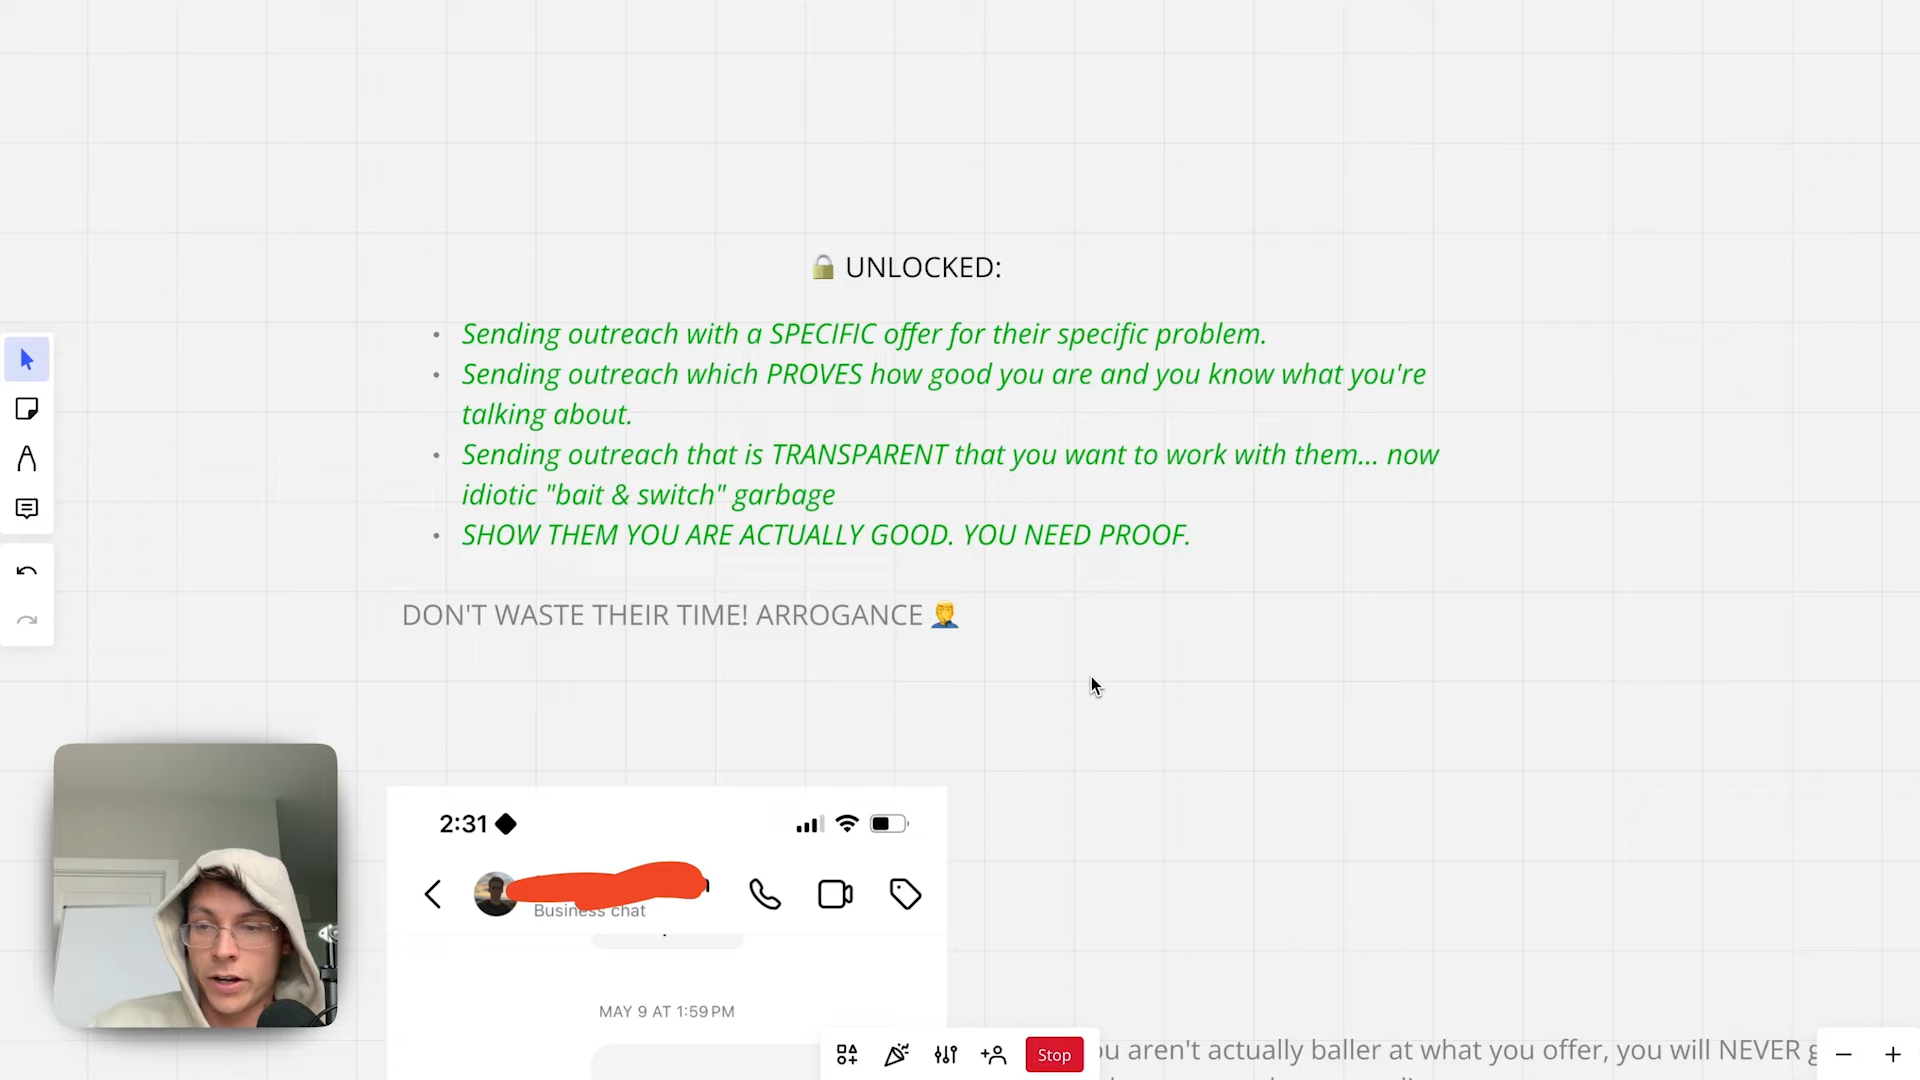 🔒 UNLOCKED:
• Sending outreach with a SPECIFIC offer for their specific problem.
• Sending outreach which PROVES how good you are and you know what you're
talking about.
• Sending outreach that is TRANSPARENT that you want to work with them... now
idiotic "bait & switch" garbage
• SHOW THEM YOU ARE ACTUALLY GOOD. YOU NEED PROOF.
DON'T WASTE THEIR TIME! ARROGANCE 🤦‍♂️
2:31
Business chat
MAY 9 AT 1:59 PM
Stop
u aren't actually baller at what you offer, you will NEVER g